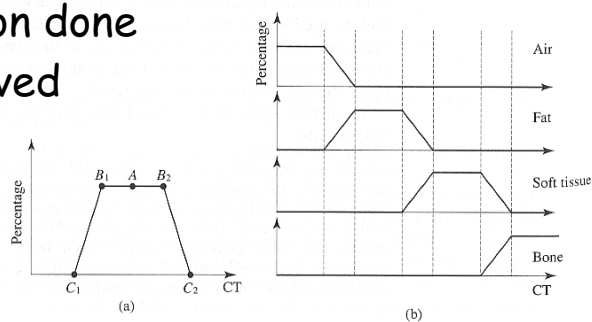 on done
ved
Percentage
B1 A B2
C1 C2 CT
(a)
Percentage
Air
Fat
Soft tissue
Bone
CT
(b)